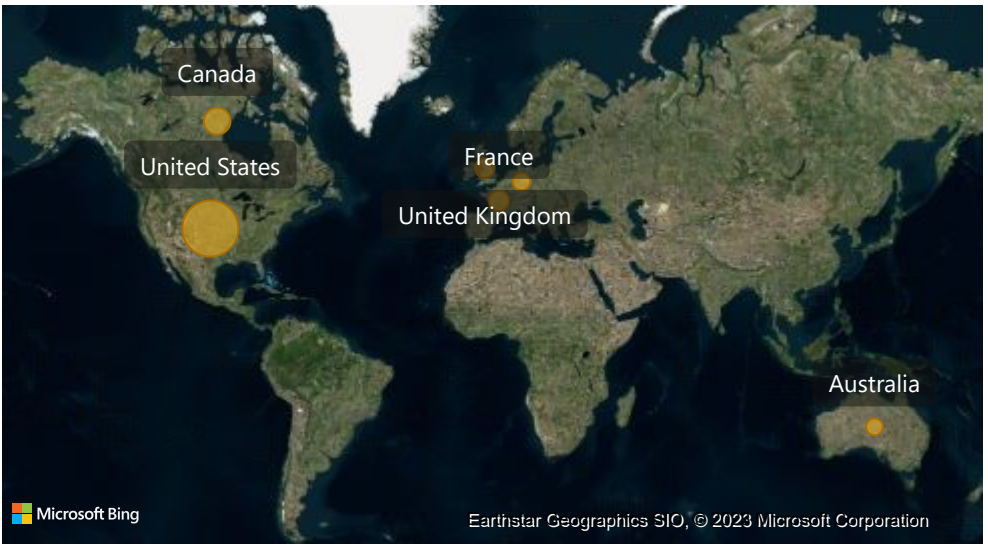 Canada
United States
France
United Kingdom
Australia
Microsoft Bing
Earthstar Geographics SIO, © 2023 Microsoft Corporation